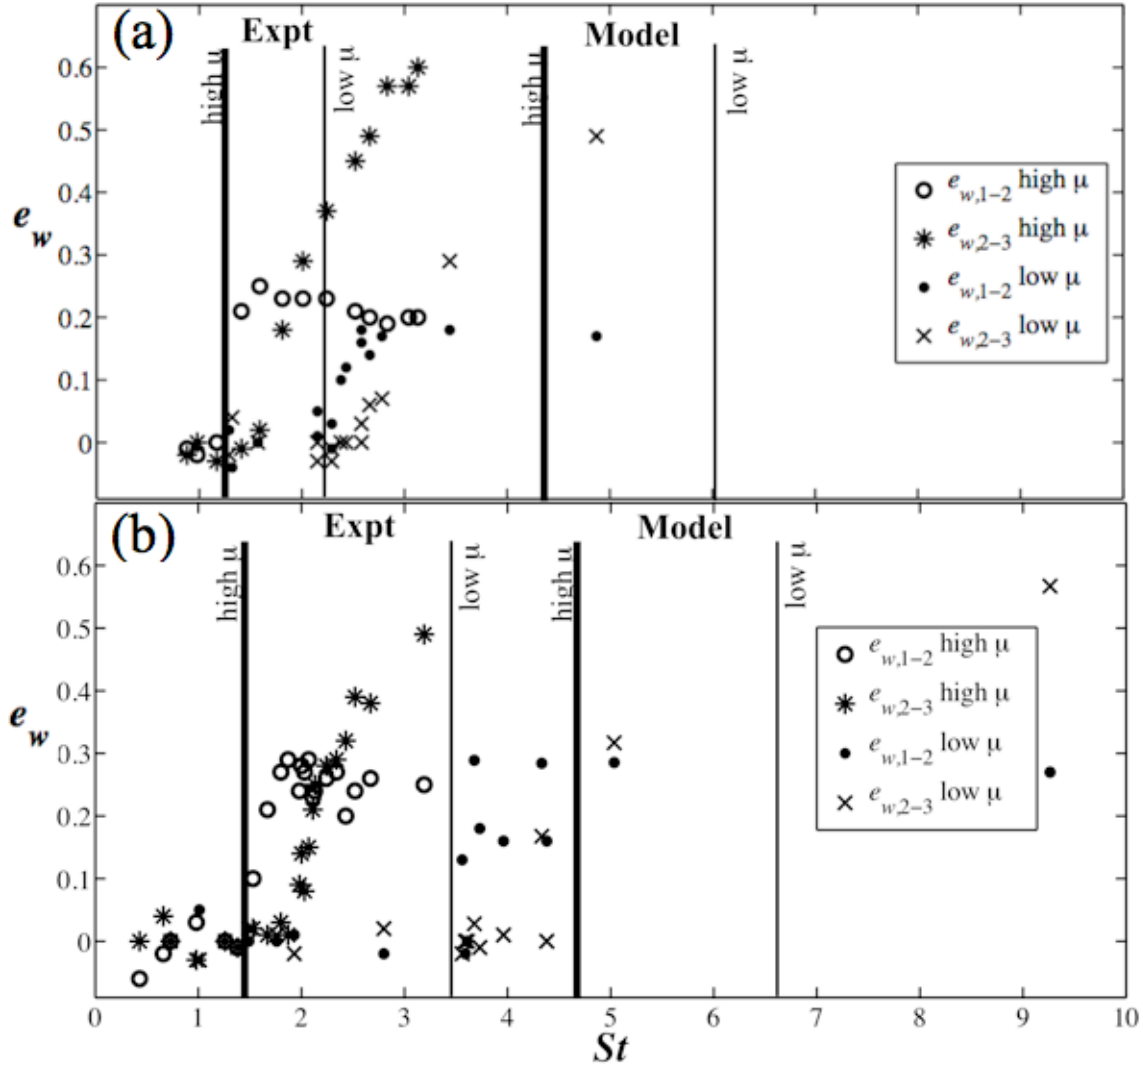 (a) Expt Model
high μ low μ high μ low μ
0.6
0.5
0.4
0.3
0.2
0.1
0
e_w
e_w,1−2 high μ
e_w,2−3 high μ
e_w,1−2 low μ
e_w,2−3 low μ
(b) Expt Model
high μ low μ high μ low μ
0.6
0.5
0.4
0.3
0.2
0.1
0
e_w
e_w,1−2 high μ
e_w,2−3 high μ
e_w,1−2 low μ
e_w,2−3 low μ
0 1 2 3 4 5 6 7 8 9 10
St